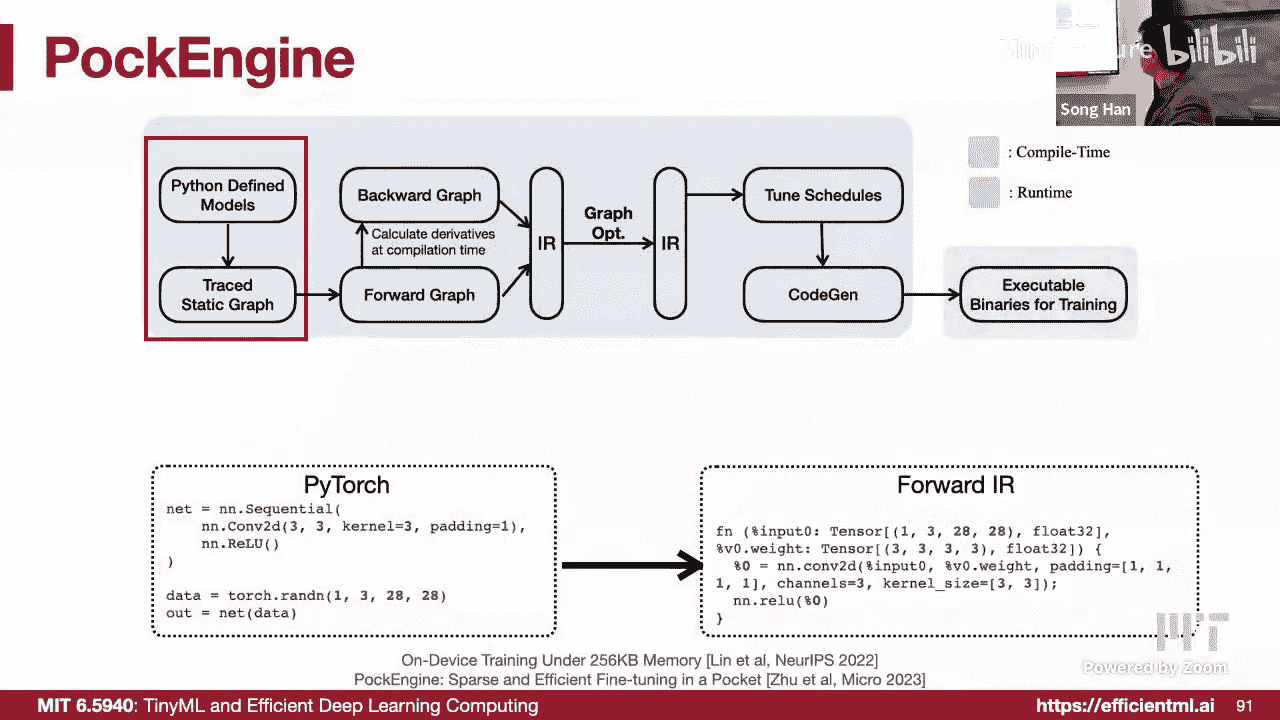 PockEngine
bilibili
Song Han
: Compile-Time
: Runtime
Python Defined
Models
Traced
Static Graph
Backward Graph
Calculate derivatives
at compilation time
Forward Graph
IR
Graph
Opt.
IR
Tune Schedules
CodeGen
Executable
Binaries for Training
PyTorch
net = nn.Sequential(
nn.Conv2d(3, 3, kernel=3, padding=1),
nn.ReLU()
)
data = torch.randn(1, 3, 28, 28)
out = net(data)
Forward IR
fn (%input0: Tensor[(1, 3, 28, 28), float32],
%v0.weight: Tensor[(3, 3, 3, 3), float32]) {
%0 = nn.conv2d(%input0, %v0.weight, padding=[1, 1,
1, 1], channels=3, kernel_size=[3, 3]);
nn.relu(%0)
}
MIT
Powered by Zoom
On-Device Training Under 256KB Memory [Lin et al, NeurIPS 2022]
PockEngine: Sparse and Efficient Fine-tuning in a Pocket [Zhu et al, Micro 2023]
MIT 6.5940: TinyML and Efficient Deep Learning Computing
https://efficientml.ai
91